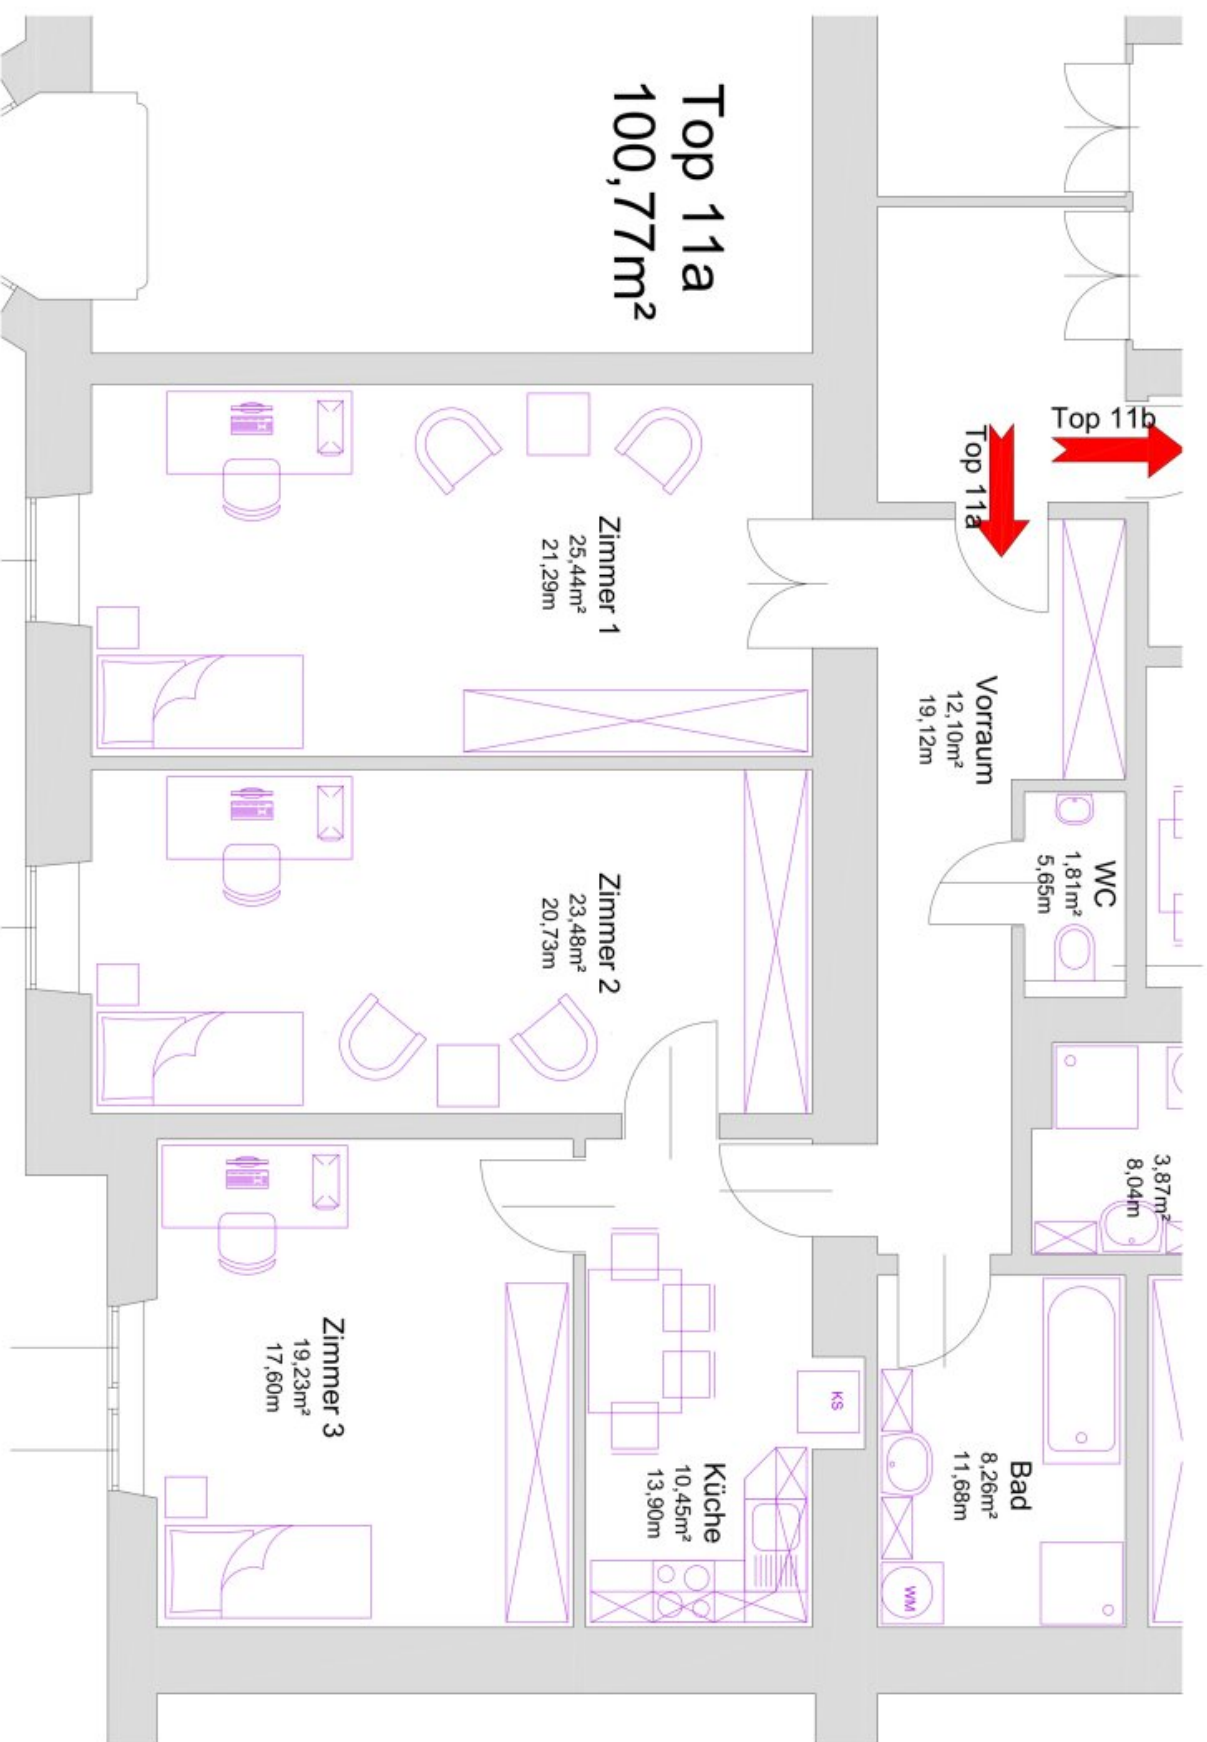 Top 11a
100,77m²
Top 11b
Top 11a
Zimmer 1
25,44m²
21,29m
Vorraum
12,10m²
19,12m
WC
1,81m²
5,65m
Zimmer 2
23,48m²
20,73m
3,87m²
8,04m
Zimmer 3
19,23m²
17,60m
KS
Küche
10,45m²
13,90m
Bad
8,26m²
11,68m
WM